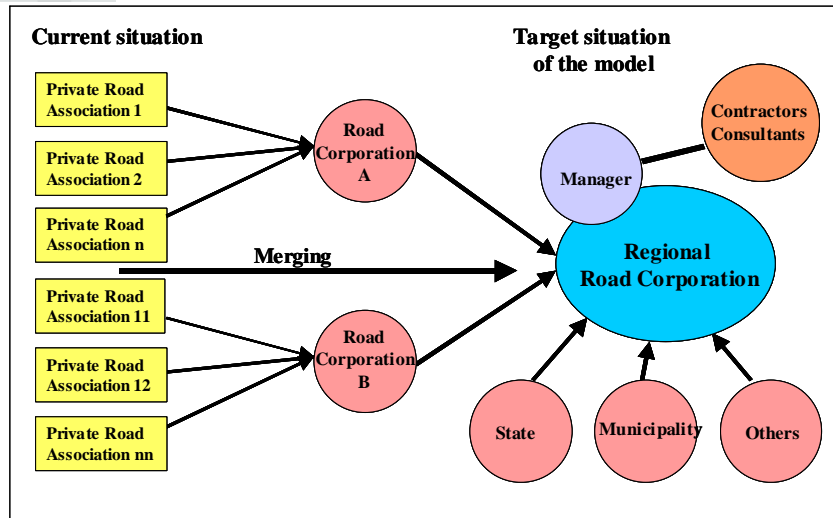 Current situation
Target situation
of the model
Private Road
Association 1
Private Road
Association 2
Private Road
Association n
Road
Corporation
A
Merging
Private Road
Association 11
Private Road
Association 12
Private Road
Association nn
Road
Corporation
B
Manager
Contractors
Consultants
Regional
Road Corporation
State
Municipality
Others